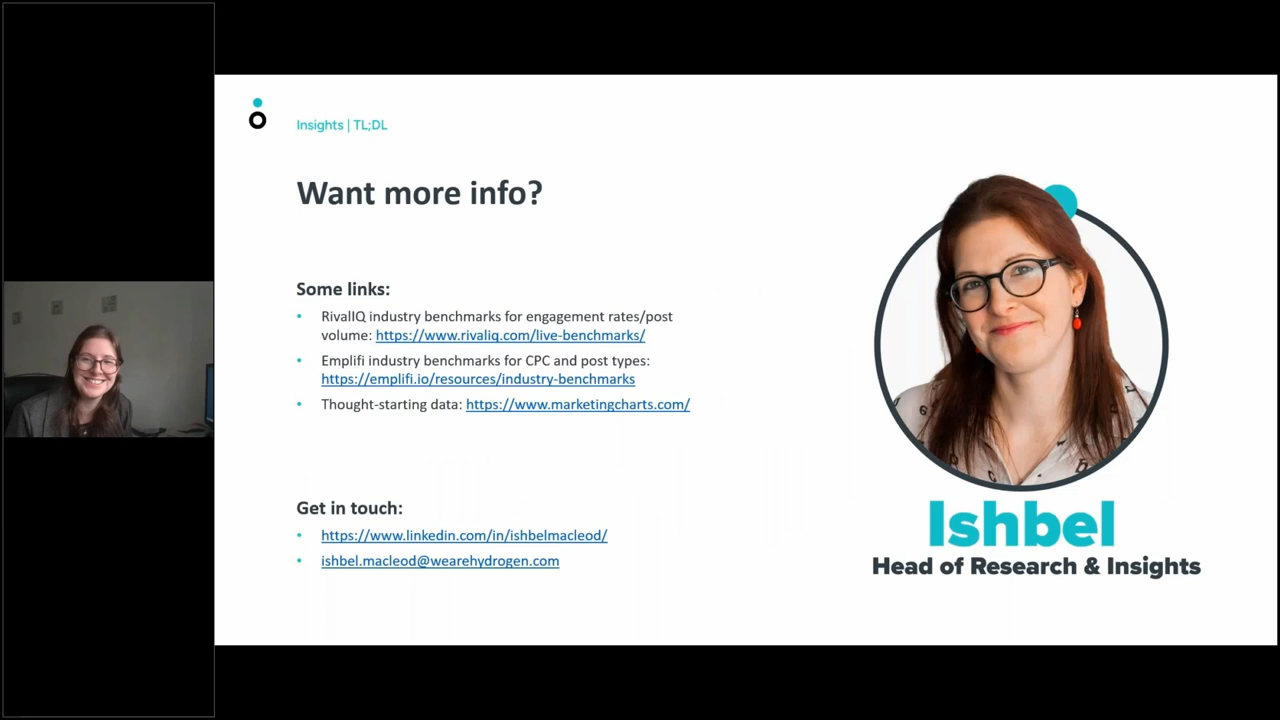 Insights | TL;DL
Want more info?
Some links:
• RivalIQ industry benchmarks for engagement rates/post
volume: https://www.rivaliq.com/live-benchmarks/
• Emplifi industry benchmarks for CPC and post types:
https://emplifi.io/resources/industry-benchmarks
• Thought-starting data: https://www.marketingcharts.com/
Get in touch:
• https://www.linkedin.com/in/ishbelmacleod/
• ishbel.macleod@wearehydrogen.com
Ishbel
Head of Research & Insights